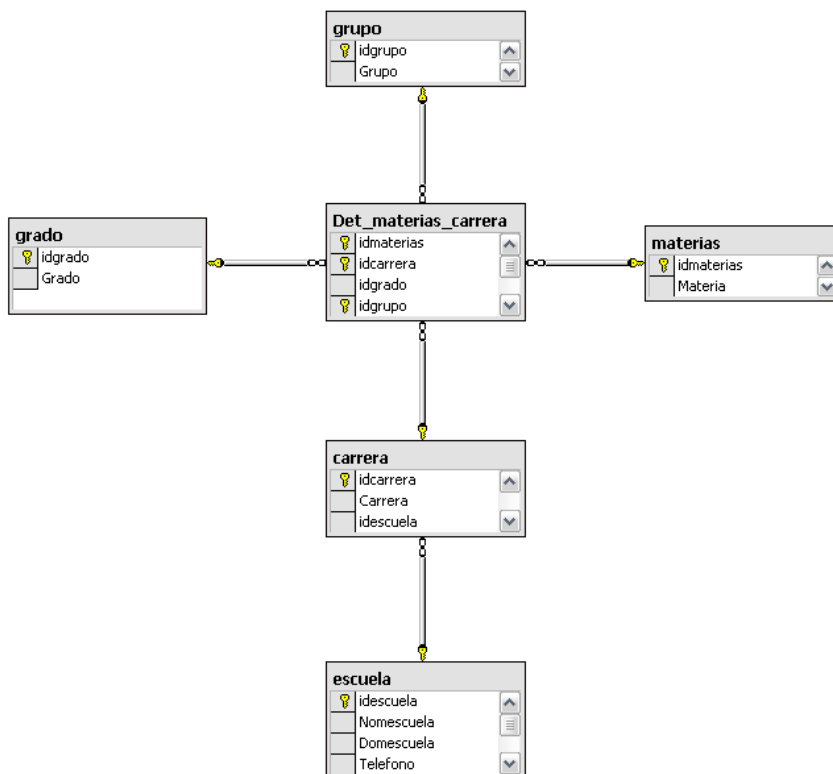 grupo
idgrupo
Grupo
Det_materias_carrera
idmaterias
idcarrera
idgrado
idgrupo
grado
idgrado
Grado
materias
idmaterias
Materia
carrera
idcarrera
Carrera
idescuela
escuela
idescuela
Nomescuela
Domescuela
Telefono